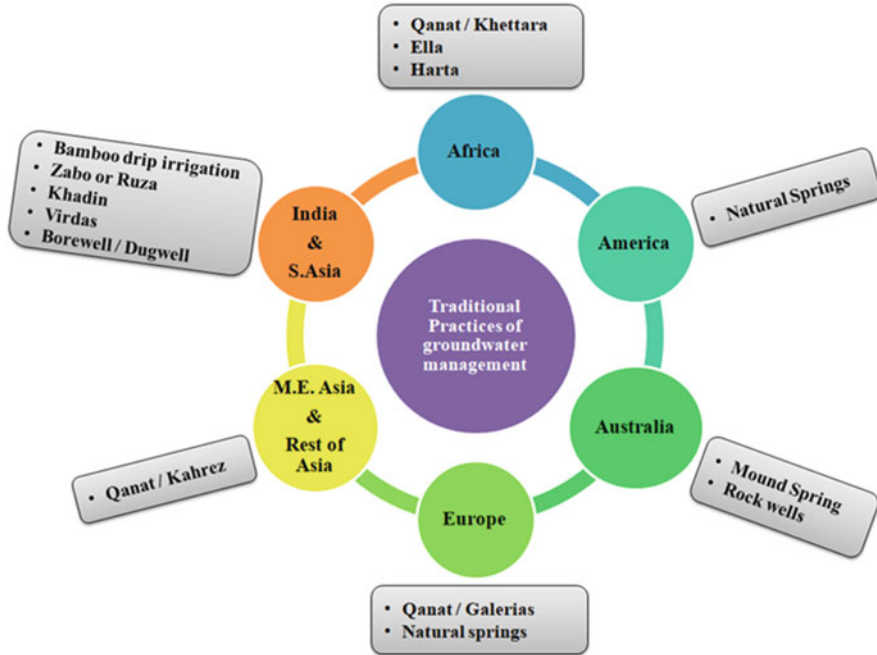 • Qanat / Khettara
• Ella
• Harta
Africa
• Bamboo drip irrigation
• Zabo or Ruza
• Khadin
• Virdas
• Borewell / Dugwell
India
&
S.Asia
• Natural Springs
America
Traditional
Practices of
groundwater
management
M.E. Asia
&
Rest of
Asia
• Qanat / Kahrez
Australia
• Mound Spring
• Rock wells
Europe
• Qanat / Galerias
• Natural springs